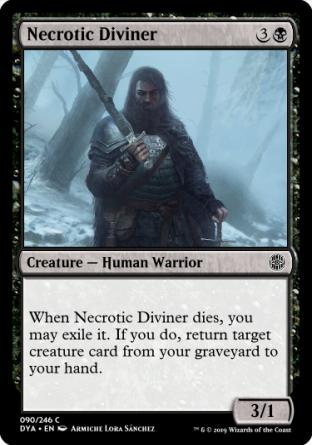 Necrotic Diviner 3
Creature — Human Warrior
When Necrotic Diviner dies, you
may exile it. If you do, return target
creature card from your graveyard to
your hand.
3/1
090/246 C
DYA • EN Armiche Lora Sánchez
™ & © 2019 Wizards of the Coast